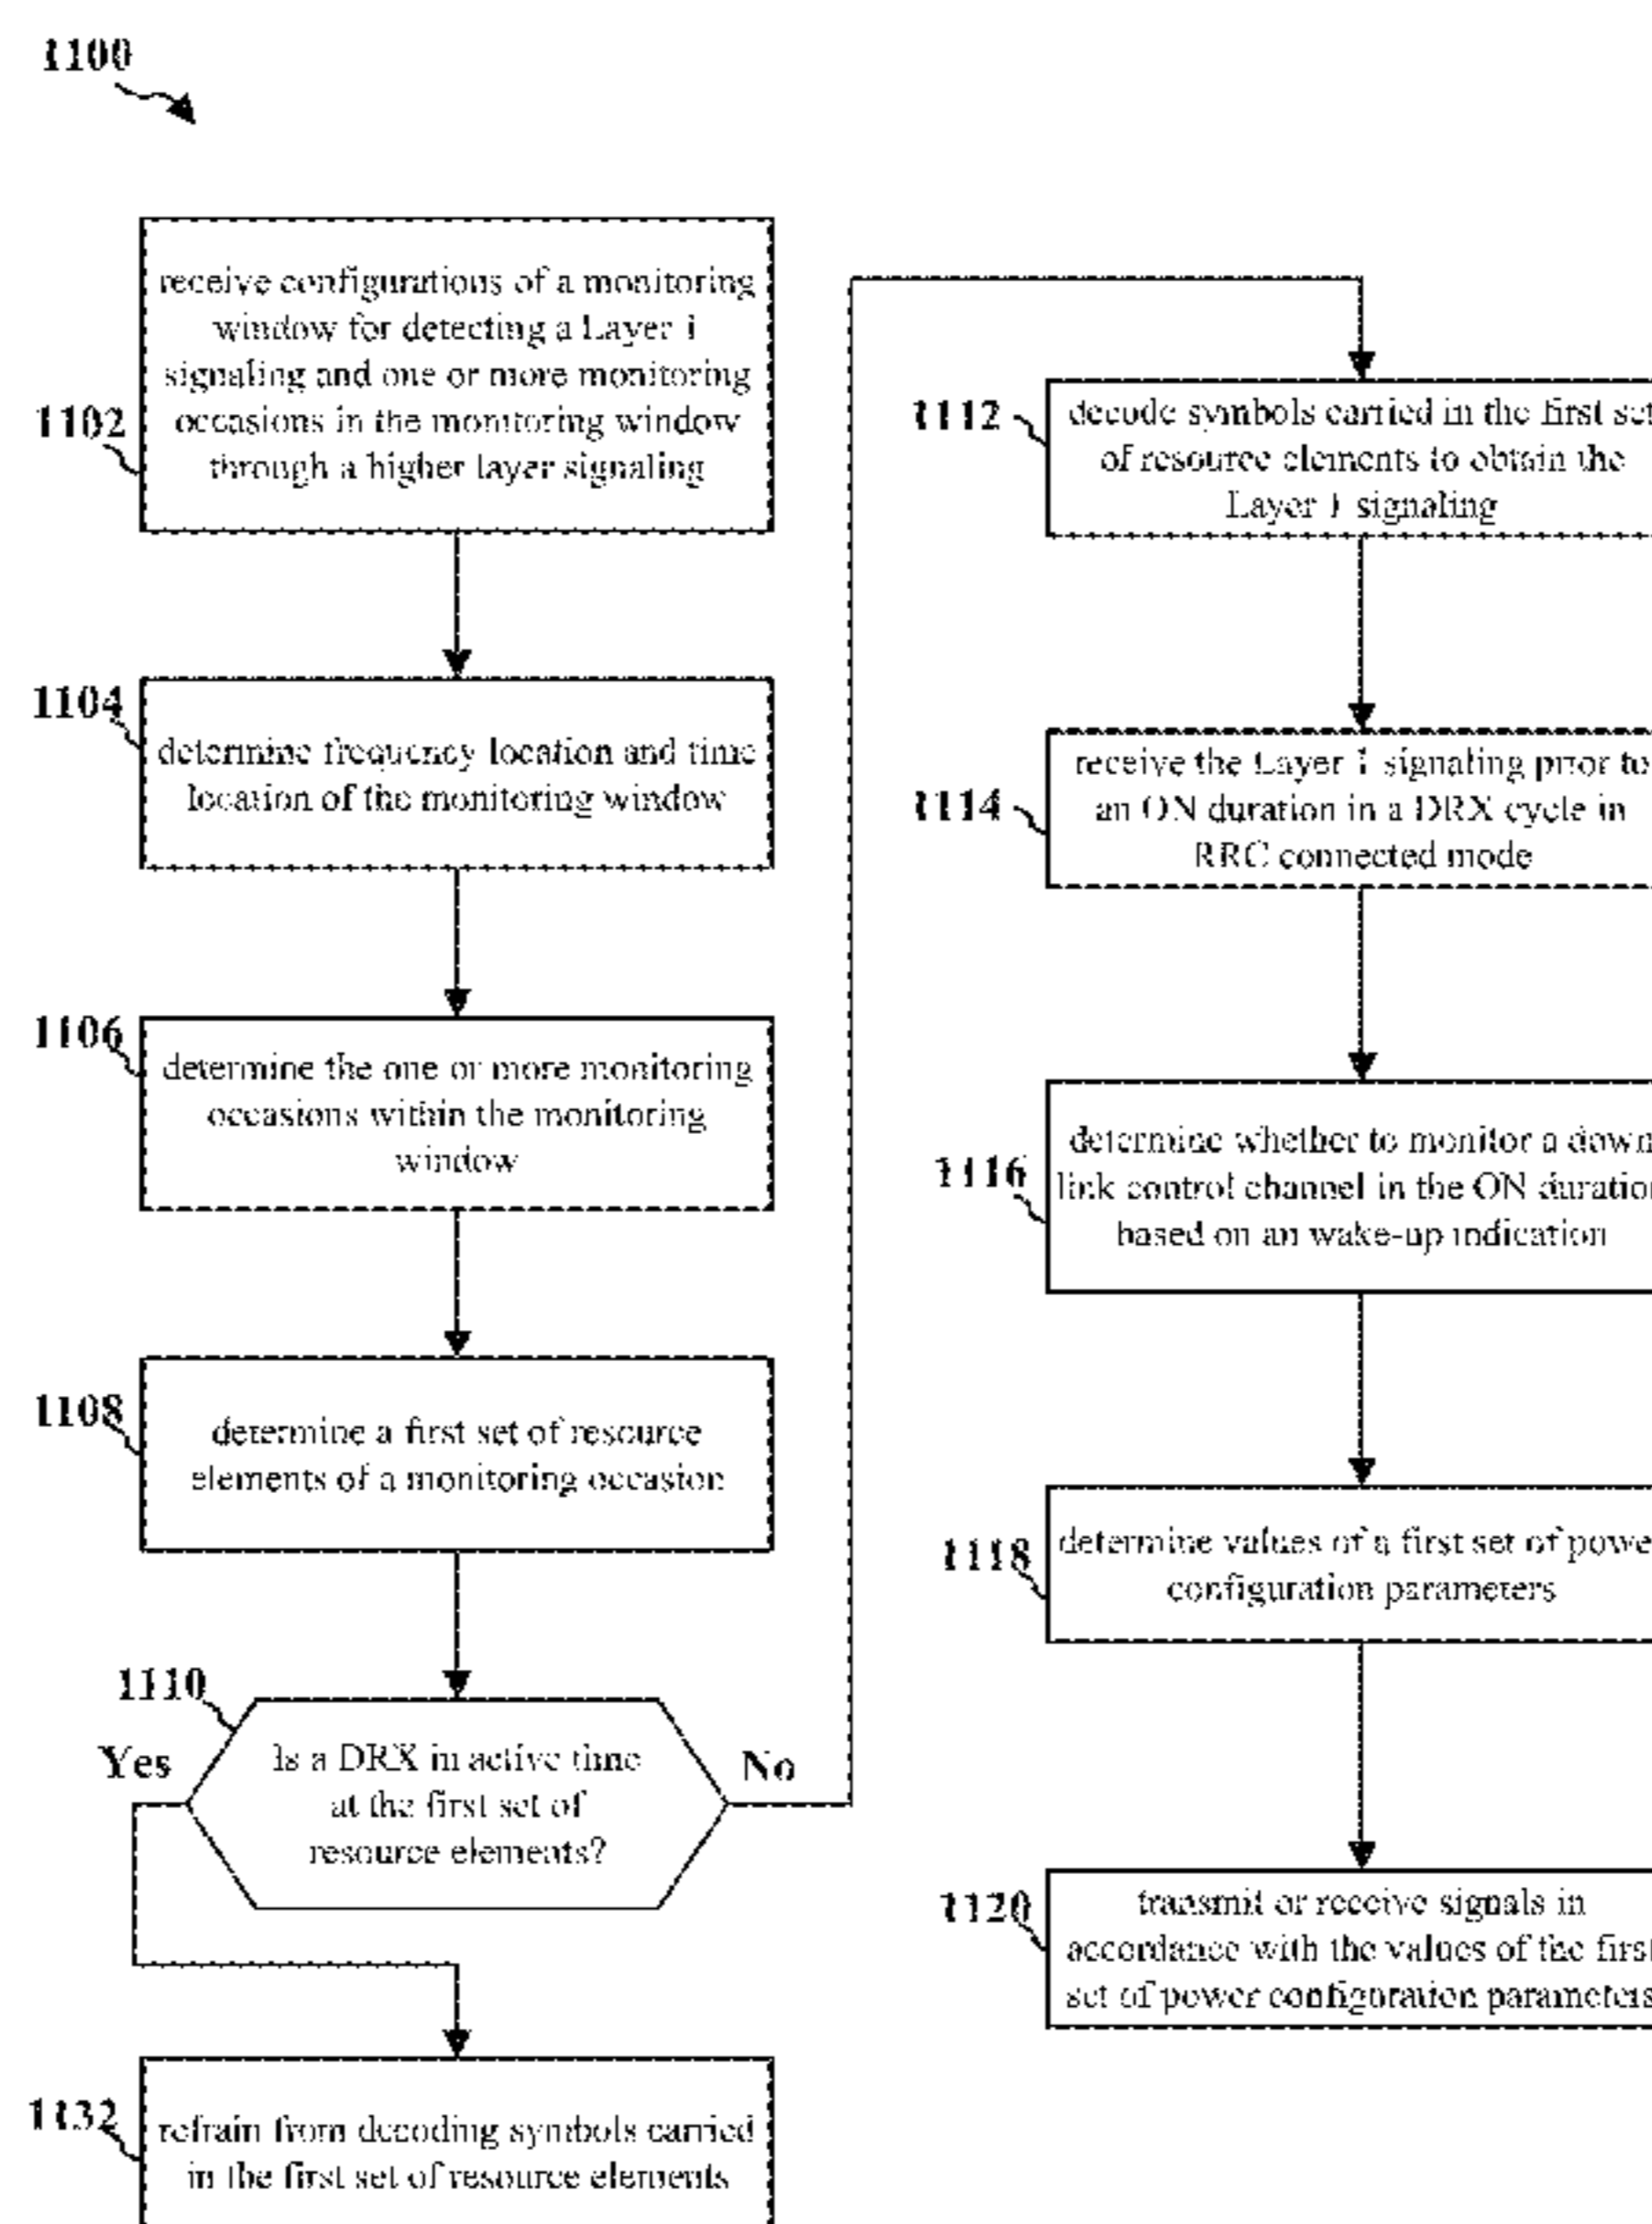 1100
receive configurations of a monitoring
window for detecting a Layer 1
signaling and one or more monitoring
occasions in the monitoring window
through a higher layer signaling
1102
1104
determine frequency location and time
location of the monitoring window
1106
determine the one or more monitoring
occasions within the monitoring
window
1108
determine a first set of resource
elements of a monitoring occasion
1110
Yes
Is a DRX in active time
at the first set of
resource elements?
No
1132
refrain from decoding symbols carried
in the first set of resource elements
1112
decode symbols carried in the first set
of resource elements to obtain the
Layer 1 signaling
1114
receive the Layer 1 signaling prior to
an ON duration in a DRX cycle in
RRC connected mode
1116
determine whether to monitor a down
link control channel in the ON duration
based on an wake-up indication
1118
determine values of a first set of powe
configuration parameters
1120
transmit or receive signals in
accordance with the values of the first
set of power configuration parameters